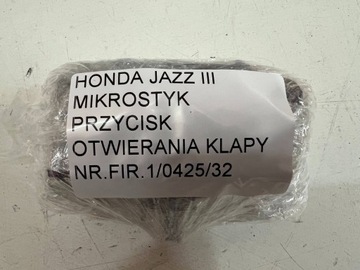 HONDA JAZZ III
MIKROSTYK
PRZYCISK
OTWIERANIA KLAPY
NR.FIR.1/0425/32